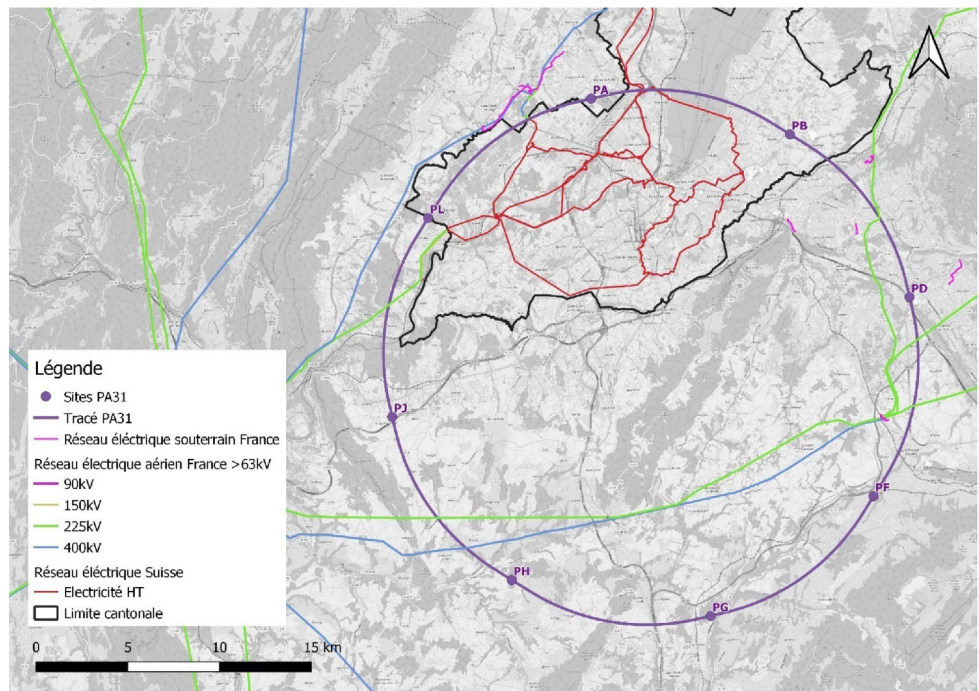 PA
PB
PL
PD
Légende
Sites PA31
Tracé PA31
Réseau éléctrique souterrain France
Réseau électrique aérien France >63kV
90kV
150kV
225kV
400kV
Réseau éléctrique Suisse
Electricité HT
Limite cantonale
PJ
PF
PH
PG
0 5 10 15 km